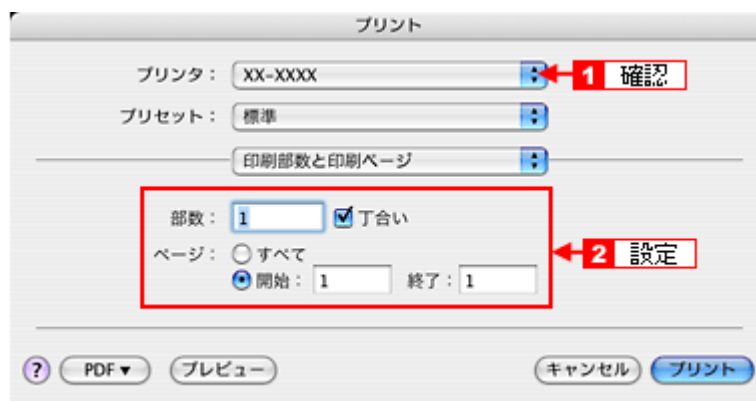 プリント
プリンタ： XX-XXXX 1 確認
プリセット： 標準
印刷部数と印刷ページ
部数： 1 丁合い
ページ： すべて
開始： 1 終了： 1 2 設定
? PDF▼ プレビュー キャンセル プリント